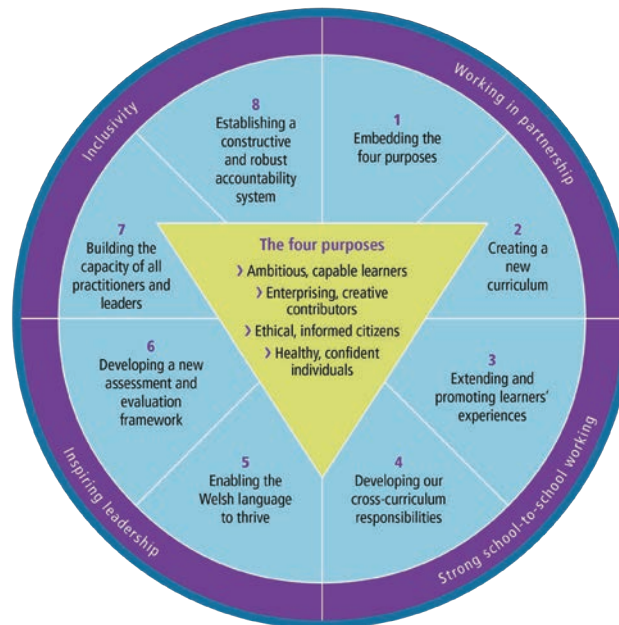 Inclusivity
Working in partnership
Strong school-to-school working
Inspiring leadership
1
Embedding the
four purposes
2
Creating a
new
curriculum
3
Extending and
promoting learners’
experiences
4
Developing our
cross-curriculum
responsibilities
5
Enabling the
Welsh language
to thrive
6
Developing a new
assessment and
evaluation
framework
7
Building the
capacity of all
practitioners and
leaders
8
Establishing a
constructive
and robust
accountability
system
The four purposes
❯ Ambitious, capable learners
❯ Enterprising, creative
contributors
❯ Ethical, informed citizens
❯ Healthy, confident
individuals